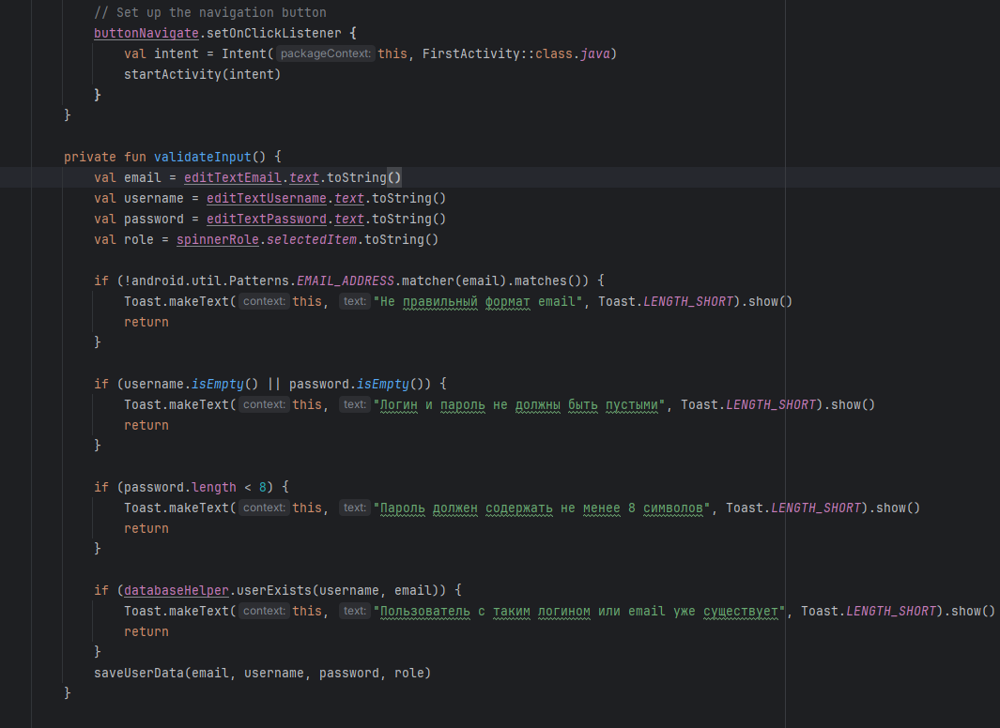 // Set up the navigation button
buttonNavigate.setOnClickListener {
val intent = Intent( packageContext: this, FirstActivity::class.java)
startActivity(intent)
}
}
private fun validateInput() {
val email = editTextEmail.text.toString()
val username = editTextUsername.text.toString()
val password = editTextPassword.text.toString()
val role = spinnerRole.selectedItem.toString()
if (!android.util.Patterns.EMAIL_ADDRESS.matcher(email).matches()) {
Toast.makeText( context: this, text: "Не правильный формат email", Toast.LENGTH_SHORT).show()
return
}
if (username.isEmpty() || password.isEmpty()) {
Toast.makeText( context: this, text: "Логин и пароль не должны быть пустыми", Toast.LENGTH_SHORT).show()
return
}
if (password.length < 8) {
Toast.makeText( context: this, text: "Пароль должен содержать не менее 8 символов", Toast.LENGTH_SHORT).show()
return
}
if (databaseHelper.userExists(username, email)) {
Toast.makeText( context: this, text: "Пользователь с таким логином или email уже существует", Toast.LENGTH_SHORT).show()
return
}
saveUserData(email, username, password, role)
}